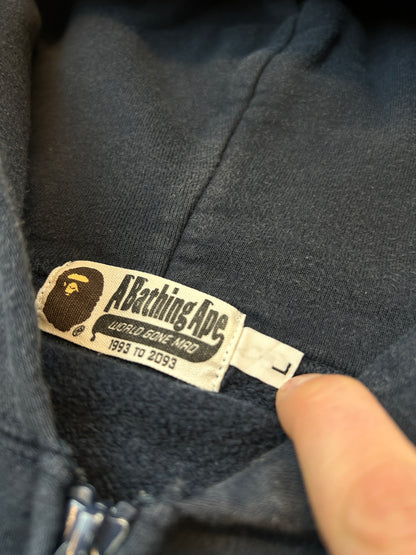 A Bathing Ape
WORLD GONE MAD
1993 TO 2093
L